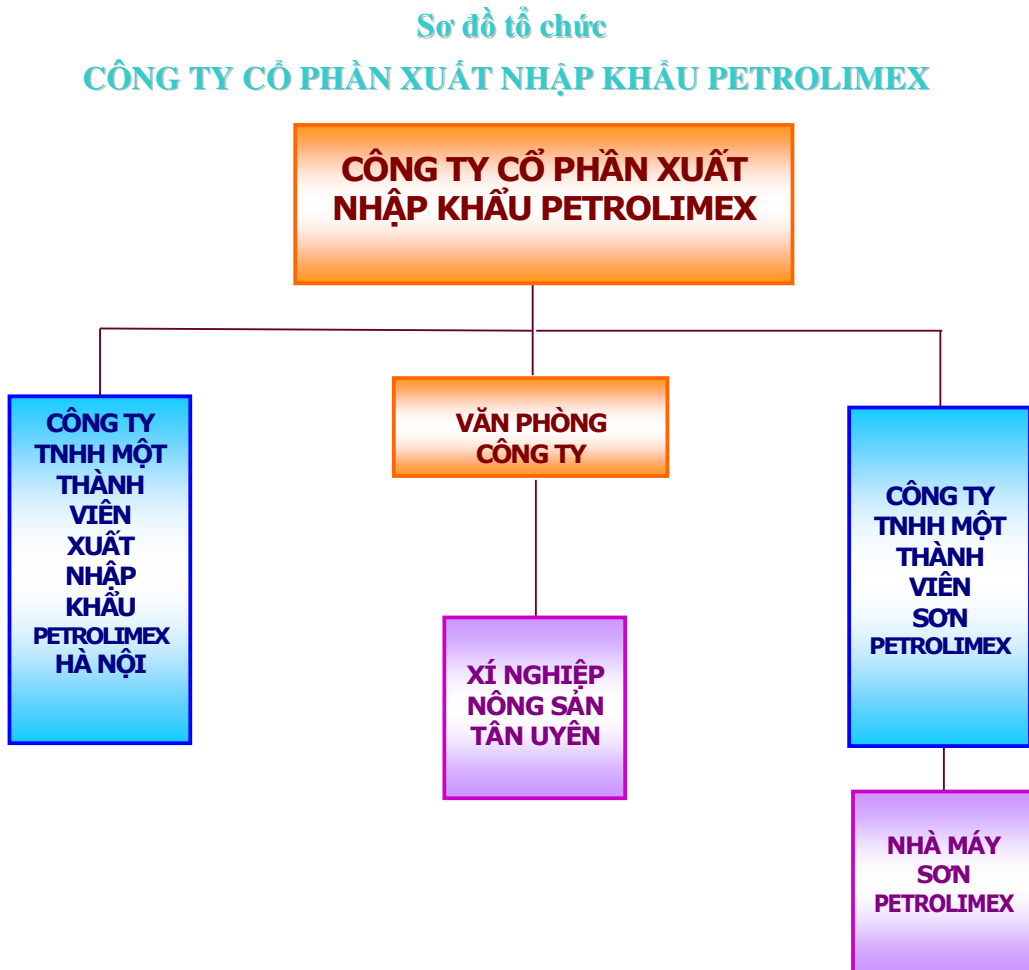 Sơ đồ tổ chức
CÔNG TY CỔ PHẦN XUẤT NHẬP KHẨU PETROLIMEX
CÔNG TY CỔ PHẦN XUẤT
NHẬP KHẨU PETROLIMEX
CÔNG TY
TNHH MỘT
THÀNH
VIÊN
XUẤT
NHẬP
KHẨU
PETROLIMEX
HÀ NỘI
VĂN PHÒNG
CÔNG TY
CÔNG TY
TNHH MỘT
THÀNH
VIÊN
SƠN
PETROLIMEX
XÍ NGHIỆP
NÔNG SẢN
TÂN UYÊN
NHÀ MÁY
SƠN
PETROLIMEX